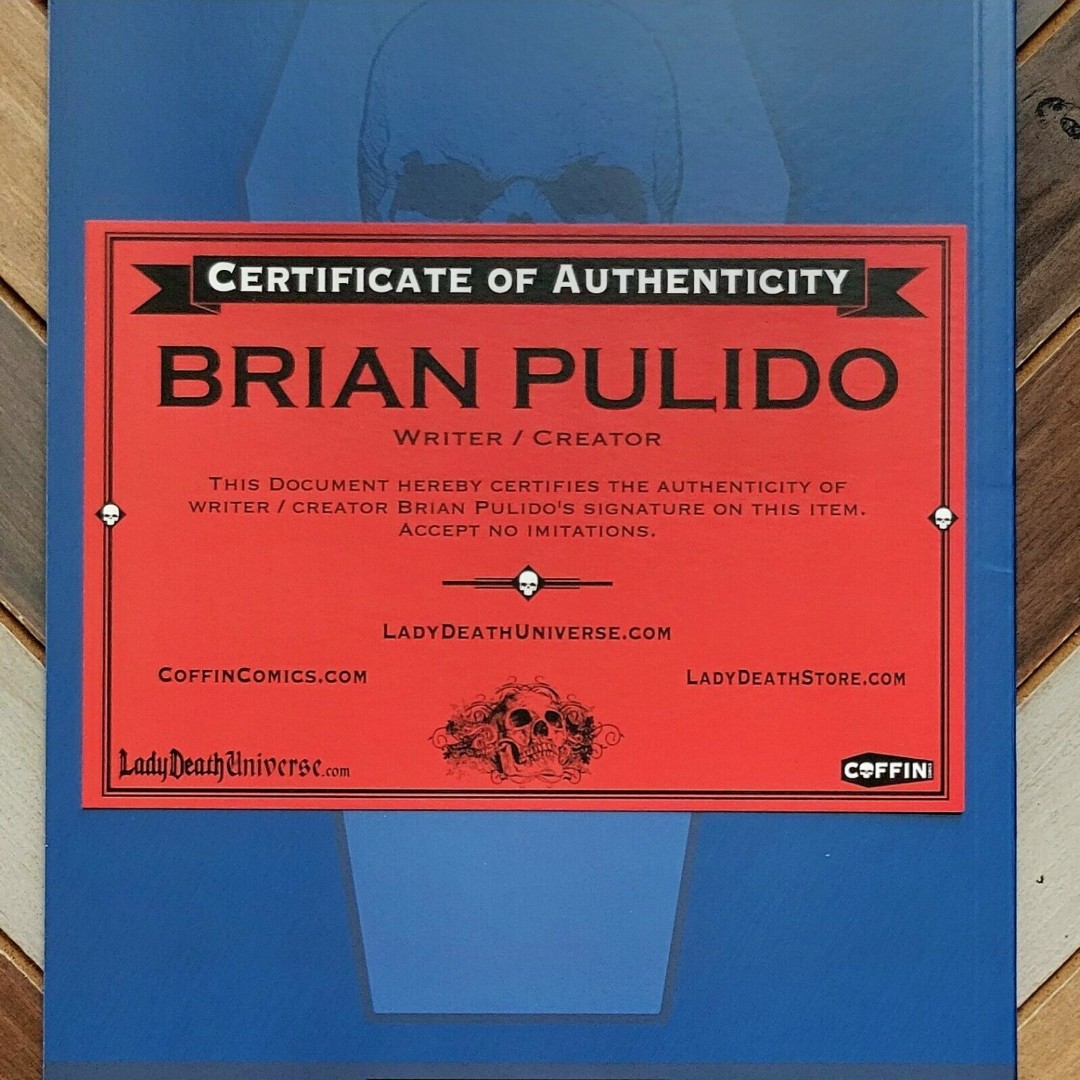 CERTIFICATE OF AUTHENTICITY
BRIAN PULIDO
WRITER / CREATOR
THIS DOCUMENT HEREBY CERTIFIES THE AUTHENTICITY OF
WRITER / CREATOR BRIAN PULIDO'S SIGNATURE ON THIS ITEM.
ACCEPT NO IMITATIONS.
LADYDEATHUNIVERSE.COM
COFFINCOMICS.COM
LADYDEATHSTORE.COM
LadyDeathUniverse.com
COFFIN